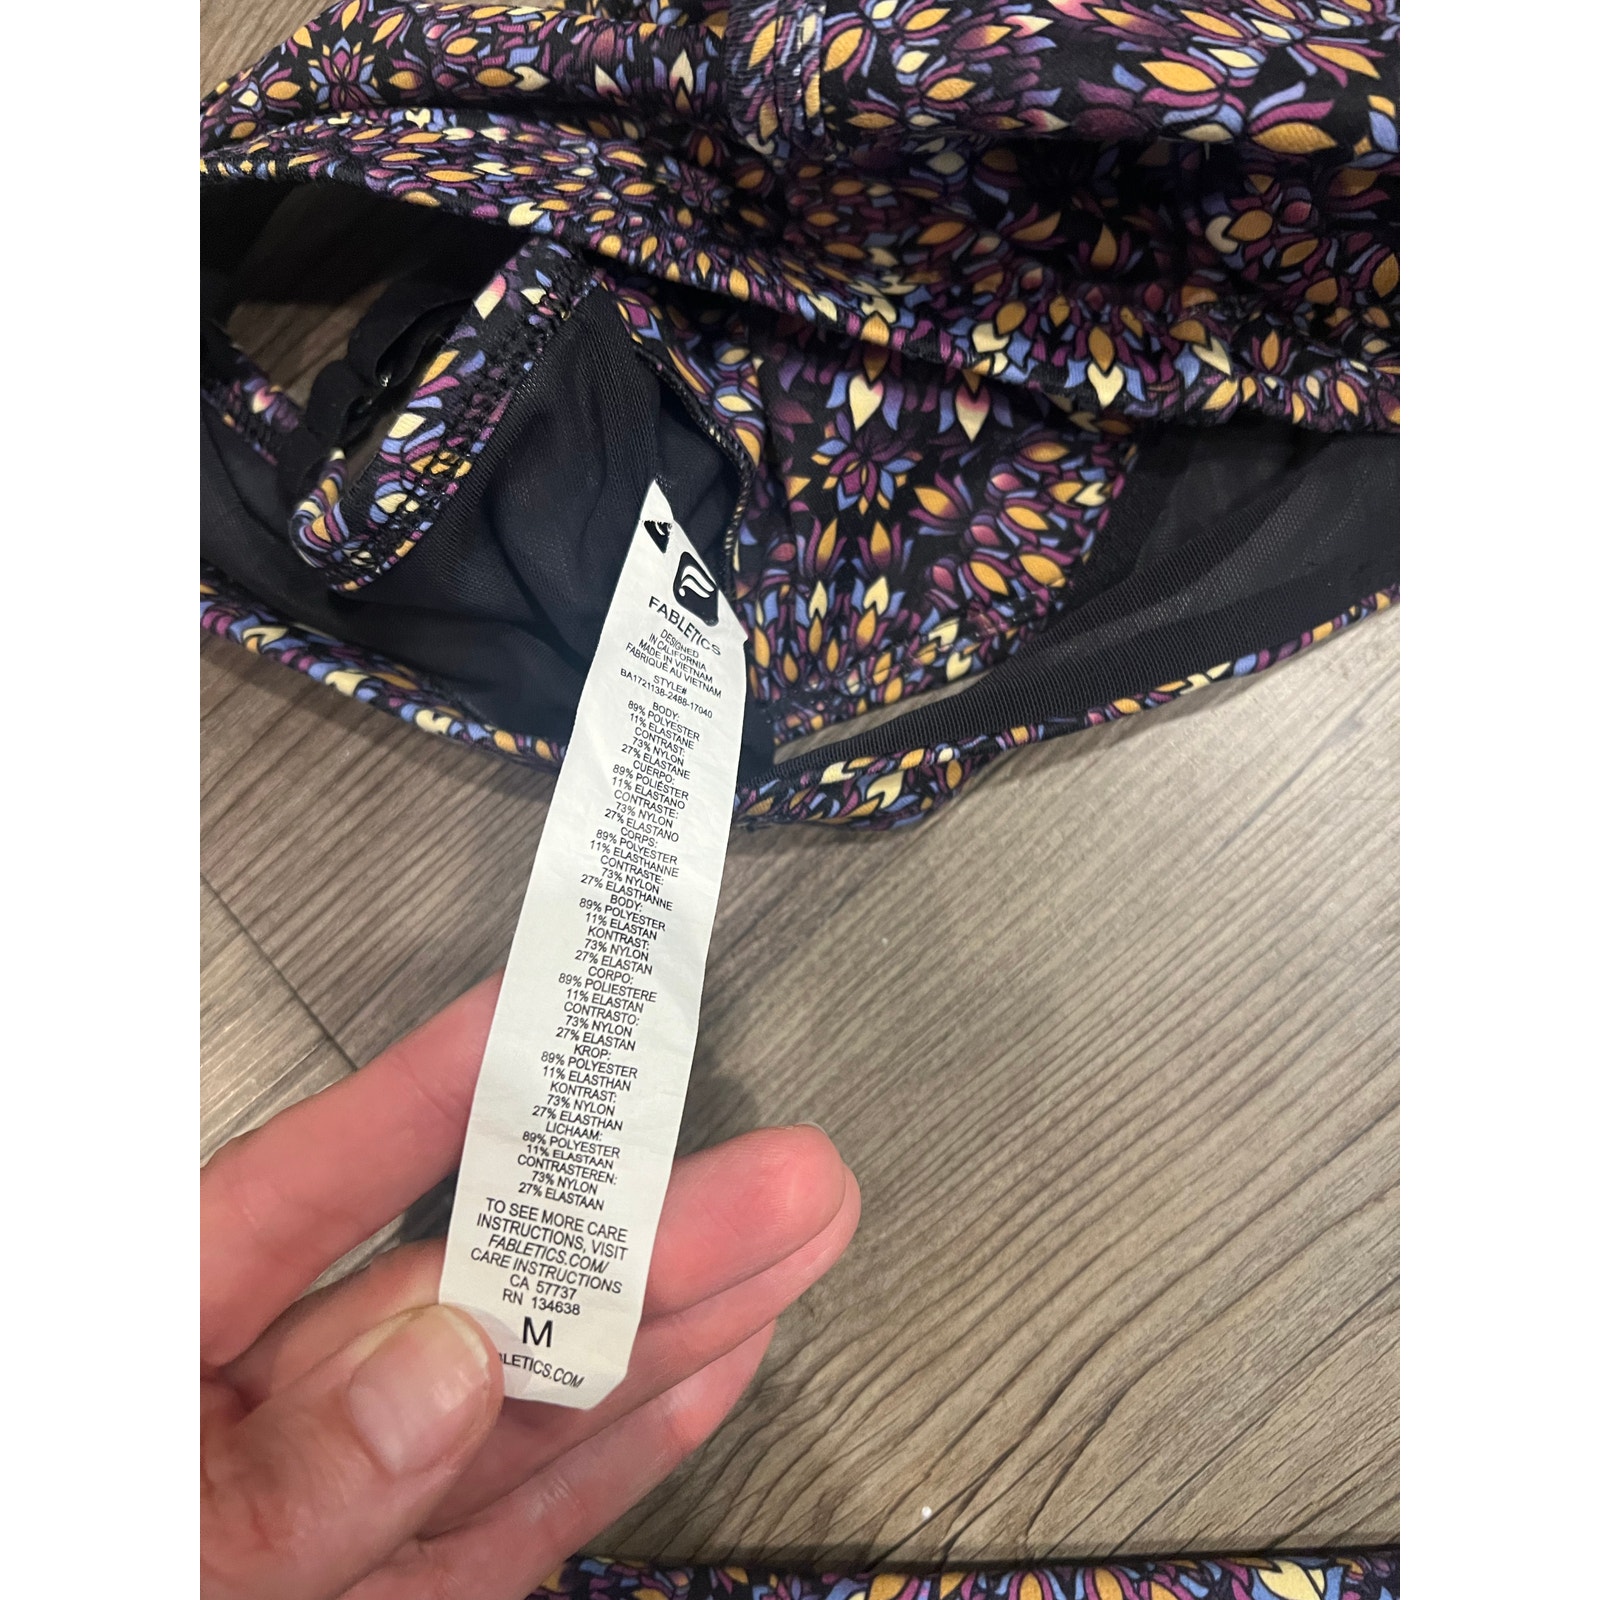 FABLETICS
DESIGNED
IN CALIFORNIA
MADE IN VIETNAM
FABRIQUÉ AU VIETNAM
STYLE#
BA1721138-2488-17040
BODY:
89% POLYESTER
11% ELASTANE
CONTRAST:
73% NYLON
27% ELASTANE
CUERPO:
89% POLIÉSTER
11% ELASTANO
CONTRASTE:
73% NYLON
27% ELASTANO
CORPS:
89% POLYESTER
11% ELASTHANNE
CONTRASTE:
73% NYLON
27% ELASTHANNE
BODY:
89% POLYESTER
11% ELASTAN
KONTRAST:
73% NYLON
27% ELASTAN
CORPO:
89% POLIESTERE
11% ELASTAN
CONTRASTO:
73% NYLON
27% ELASTAN
KROP:
89% POLYESTER
11% ELASTHAN
KONTRAST:
73% NYLON
27% ELASTHAN
LICHAAM:
89% POLYESTER
11% ELASTAAN
CONTRASTEREN:
73% NYLON
27% ELASTAAN
TO SEE MORE CARE
INSTRUCTIONS, VISIT
FABLETICS.COM/
CARE INSTRUCTIONS
CA 57737
RN 134638
M
BLETICS.COM